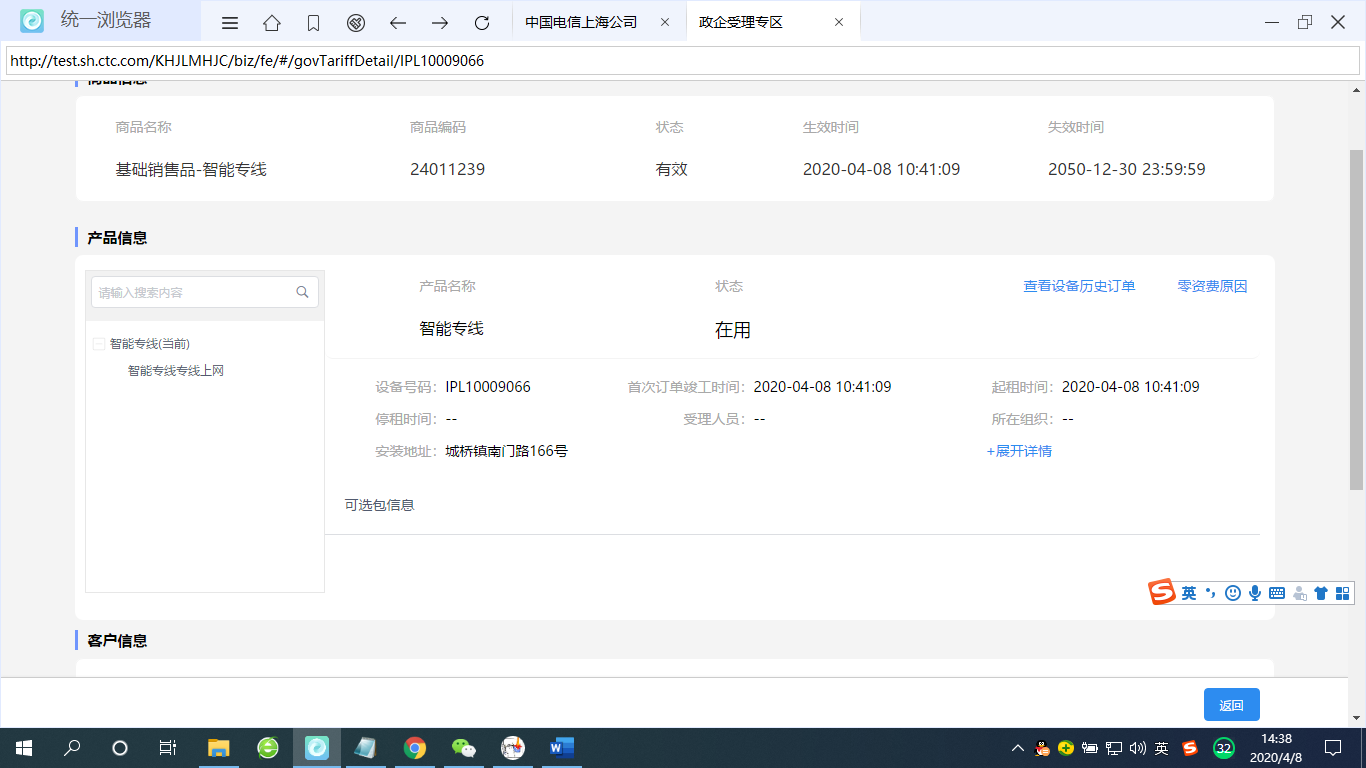 统一浏览器
中国电信上海公司
政企受理专区
http://test.sh.ctc.com/KHJLMHJC/biz/fe/#/govTariffDetail/IPL10009066
商品信息
商品名称 商品编码 状态 生效时间 失效时间
基础销售品-智能专线 24011239 有效 2020-04-08 10:41:09 2050-12-30 23:59:59
产品信息
请输入搜索内容
智能专线(当前)
智能专线专线上网
产品名称 状态 查看设备历史订单 零资费原因
智能专线 在用
设备号码: IPL10009066 首次订单竣工时间: 2020-04-08 10:41:09 起租时间: 2020-04-08 10:41:09
停租时间: -- 受理人员: -- 所在组织: --
安装地址: 城桥镇南门路166号 +展开详情
可选包信息
英
客户信息
返回
英 32 14:38
2020/4/8